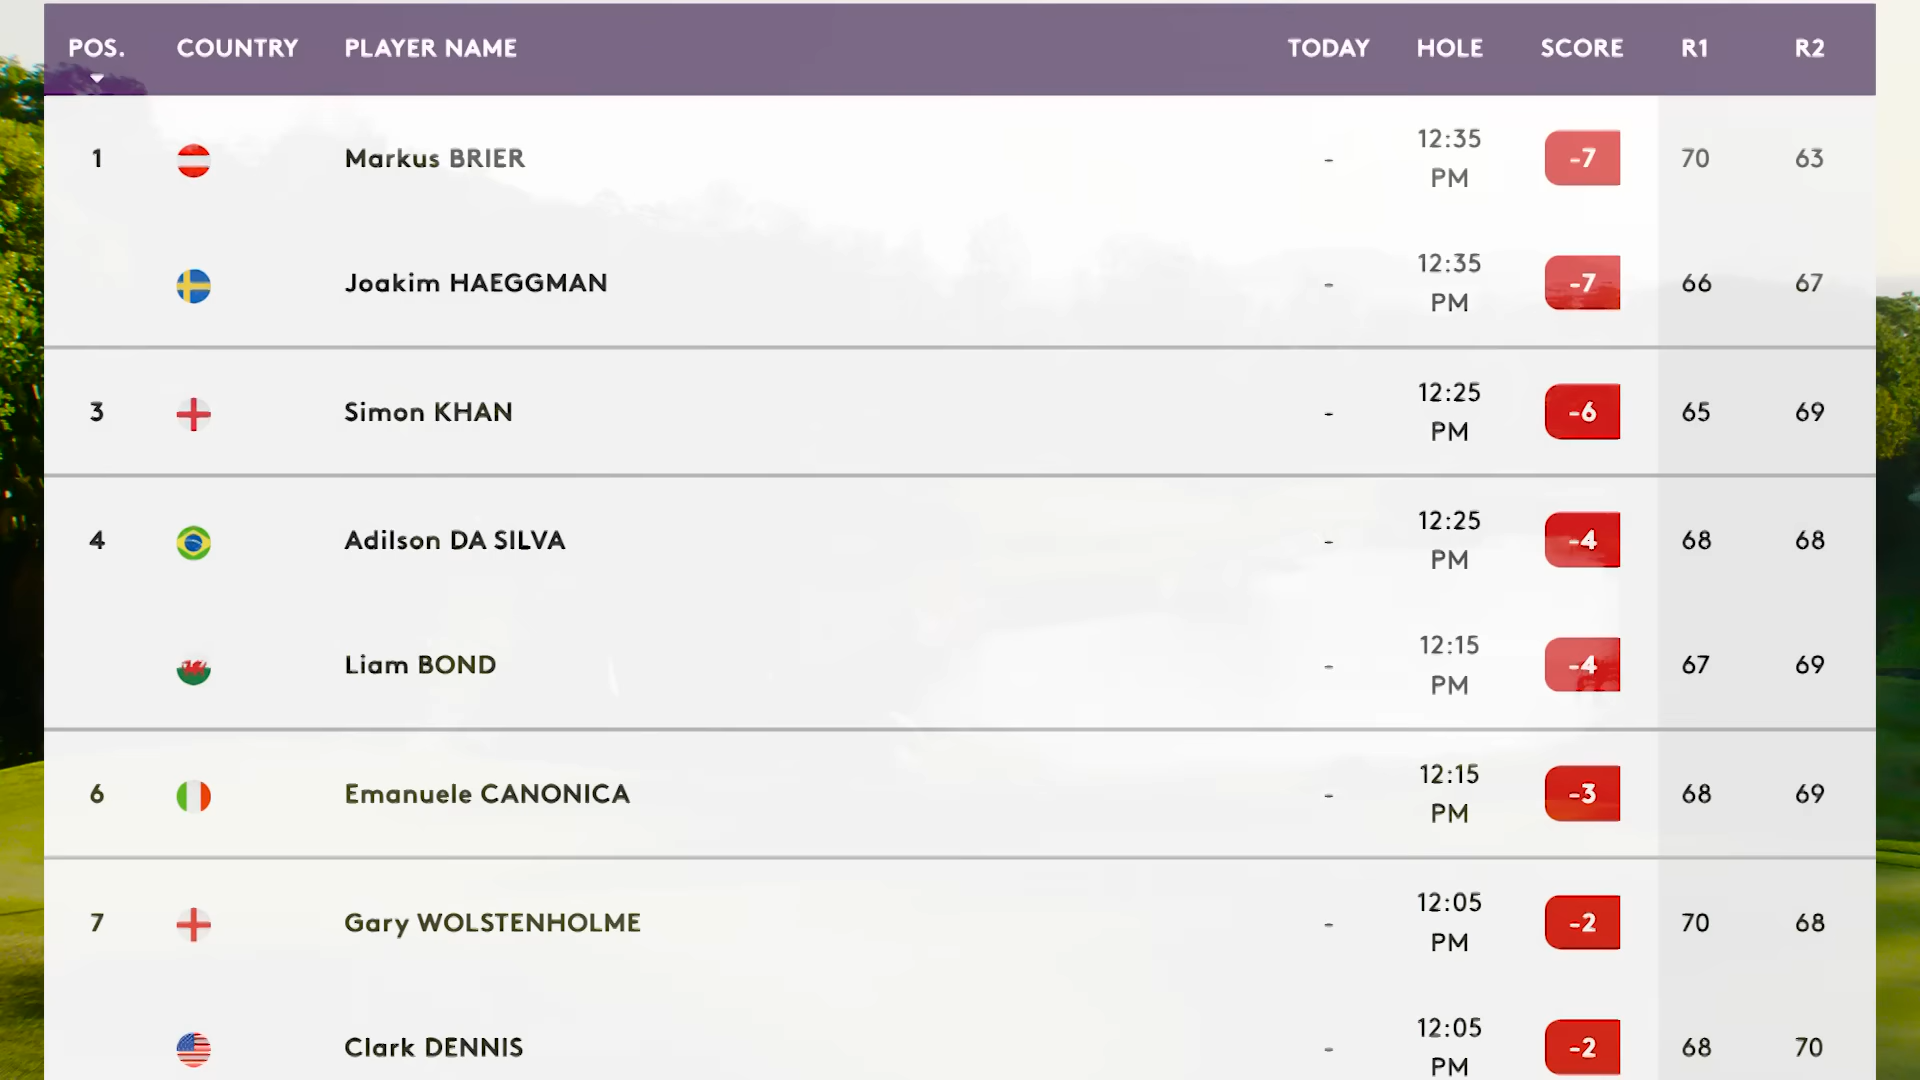 POS. COUNTRY PLAYER NAME TODAY HOLE SCORE R1 R2
1 Markus BRIER - 12:35 PM -7 70 63
Joakim HAEGGMAN - 12:35 PM -7 66 67
3 Simon KHAN - 12:25 PM -6 65 69
4 Adilson DA SILVA - 12:25 PM -4 68 68
Liam BOND - 12:15 PM -4 67 69
6 Emanuele CANONICA - 12:15 PM -3 68 69
7 Gary WOLSTENHOLME - 12:05 PM -2 70 68
Clark DENNIS - 12:05 PM -2 68 70